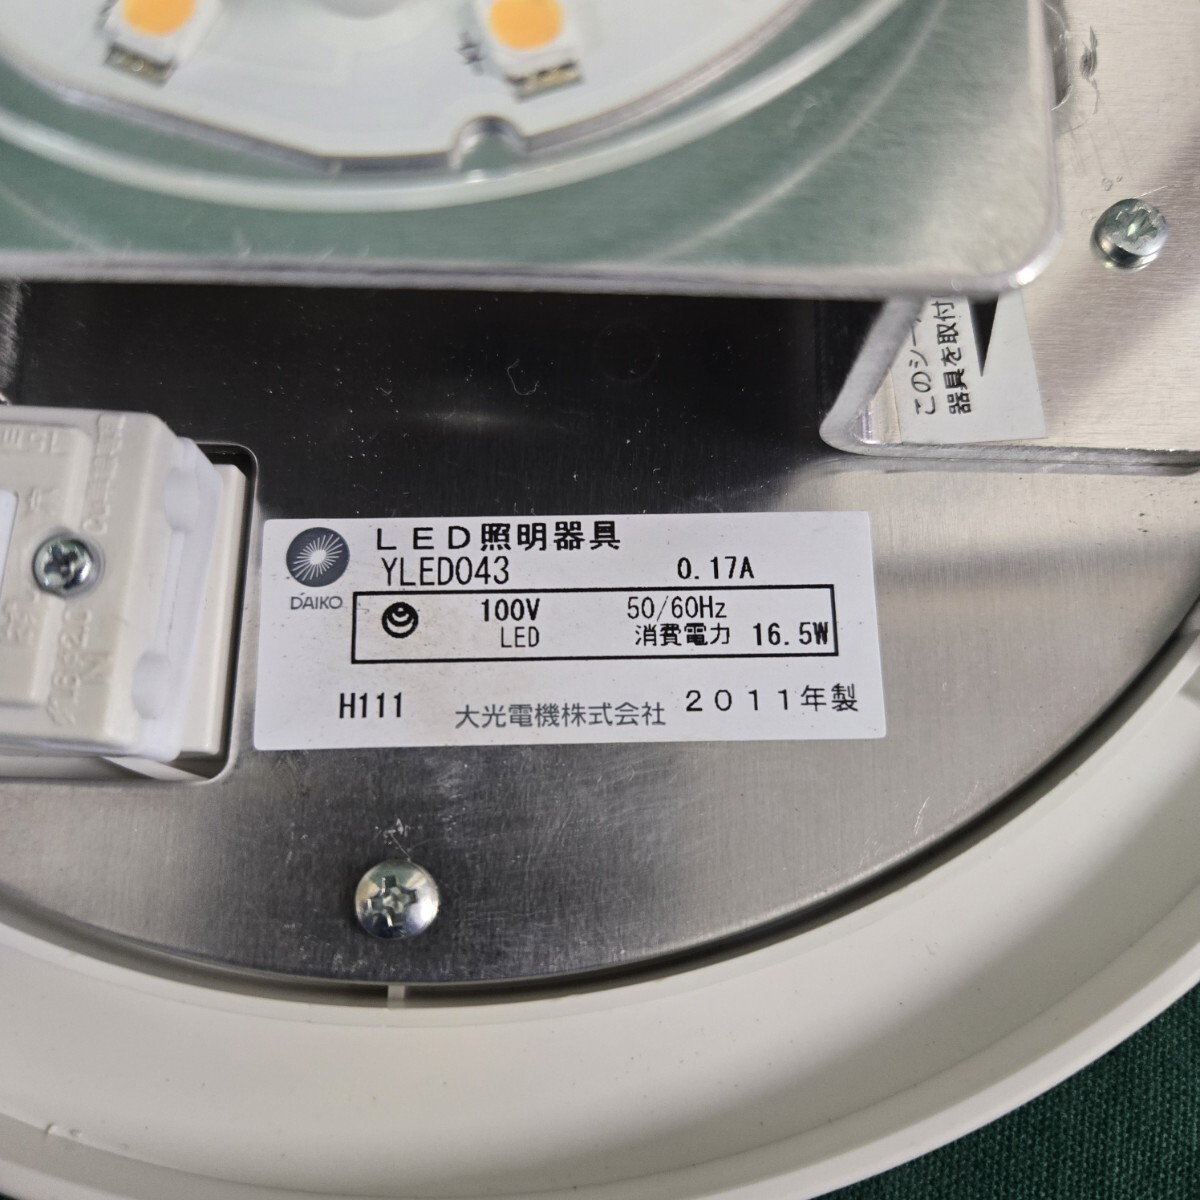 このシー
器具を取付
LED照明器具
YLED043 0.17A
DAIKO
100V 50/60Hz
LED 消費電力 16.5W
H111 大光電機株式会社 2011年製
N